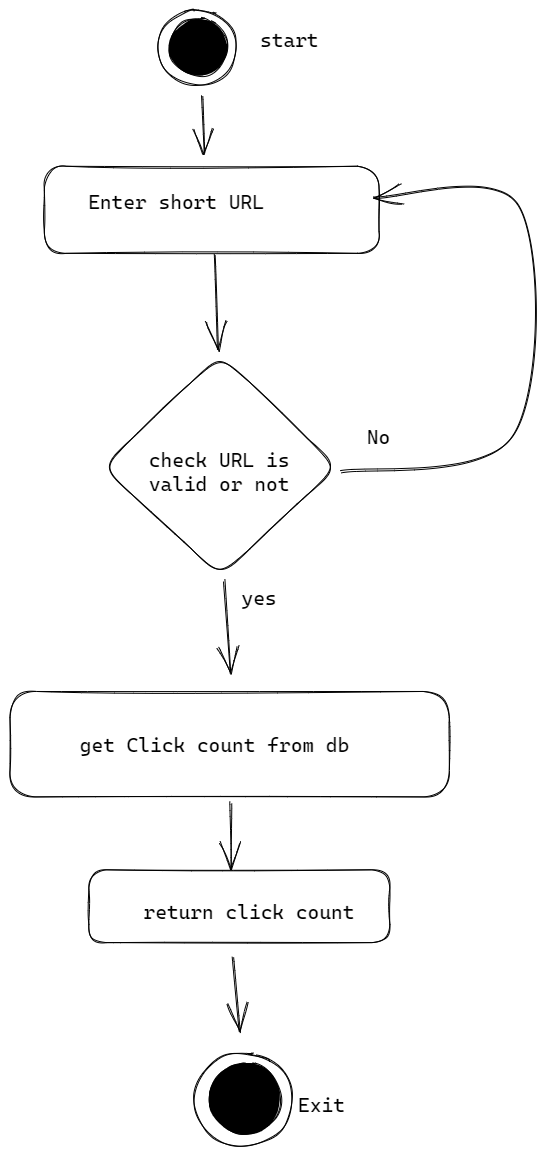 start
Enter short URL
No
check URL is
valid or not
yes
get Click count from db
return click count
Exit